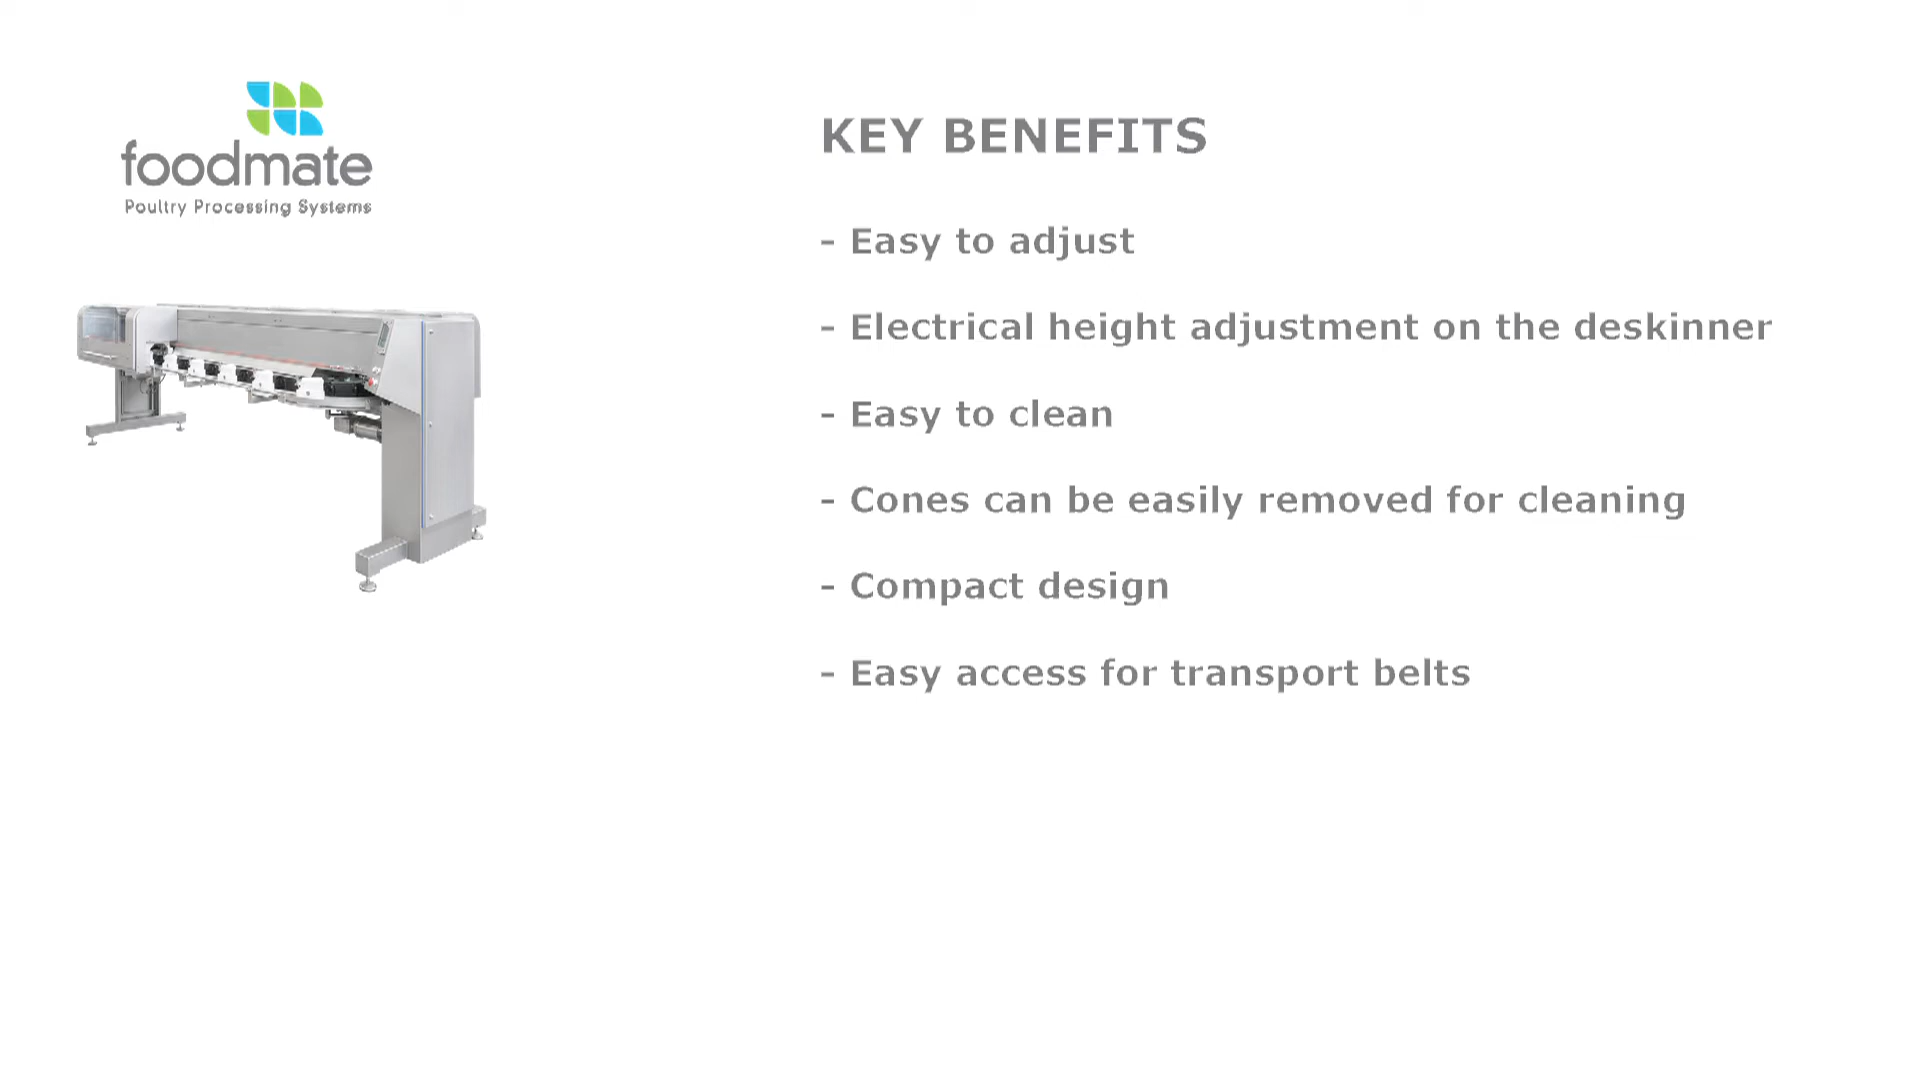 foodmate
Poultry Processing Systems
KEY BENEFITS
- Easy to adjust
- Electrical height adjustment on the deskinner
- Easy to clean
- Cones can be easily removed for cleaning
- Compact design
- Easy access for transport belts